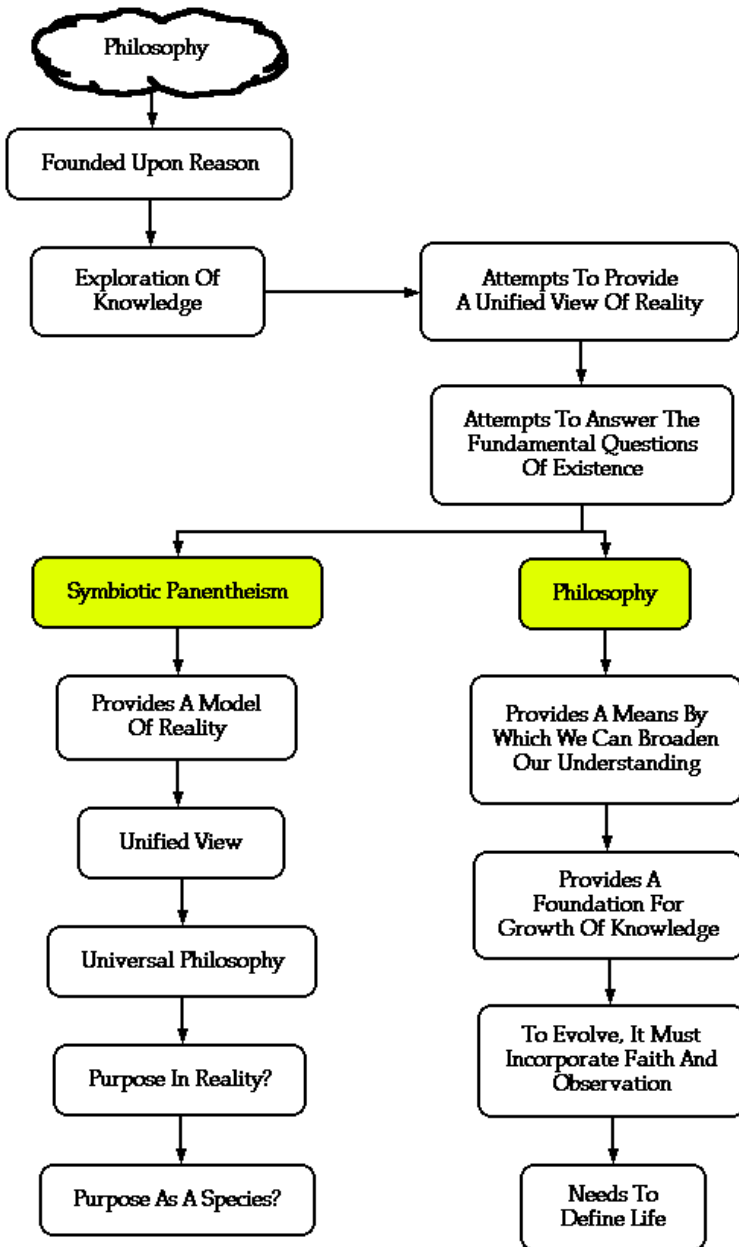 Philosophy
Founded Upon Reason
Exploration Of
Knowledge
Attempts To Provide
A Unified View Of Reality
Attempts To Answer The
Fundamental Questions
Of Existence
Symbiotic Panentheism
Provides A Model
Of Reality
Unified View
Universal Philosophy
Purpose In Reality?
Purpose As A Species?
Philosophy
Provides A Means By
Which We Can Broaden
Our Understanding
Provides A
Foundation For
Growth Of Knowledge
To Evolve, It Must
Incorporate Faith And
Observation
Needs To
Define Life